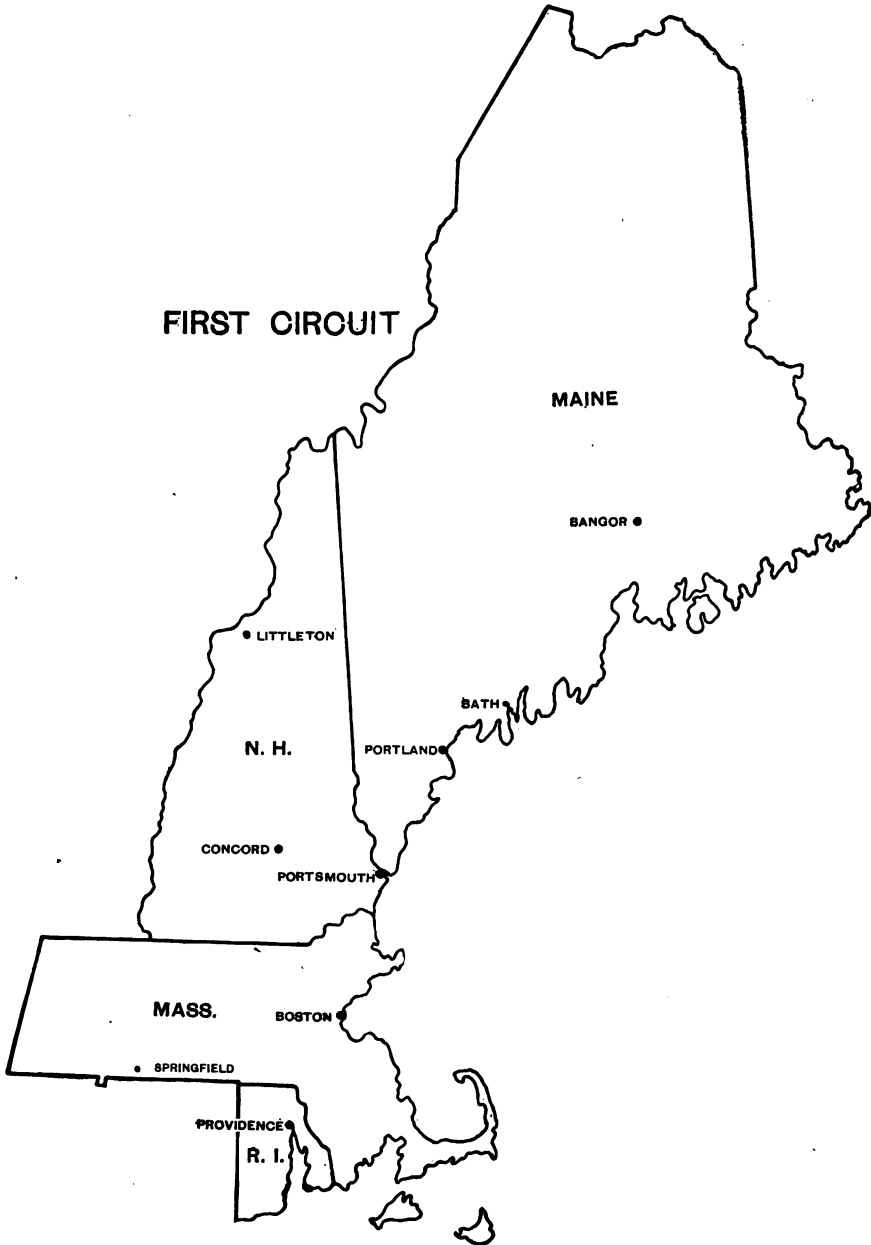 FIRST CIRCUIT
MAINE
BANGOR
LITTLETON
BATH
N. H.
PORTLAND
CONCORD
PORTSMOUTH
MASS.
BOSTON
SPRINGFIELD
PROVIDENCE
R. I.